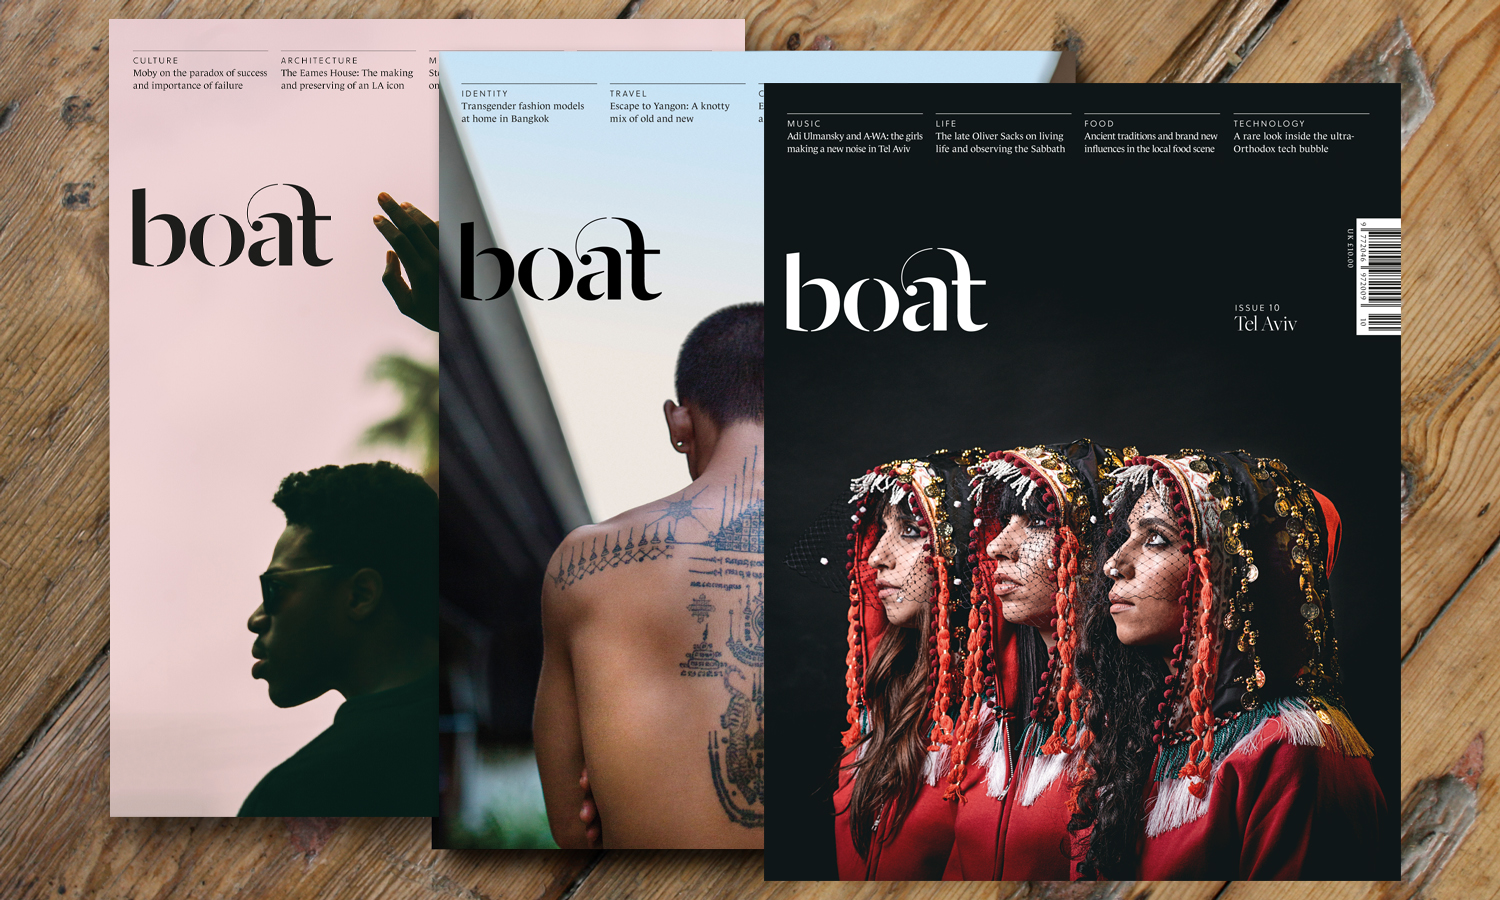 CULTURE
Moby on the paradox of success
and importance of failure
ARCHITECTURE
The Eames House: The making
and preserving of an LA icon
boat
IDENTITY
Transgender fashion models
at home in Bangkok
TRAVEL
Escape to Yangon: A knotty
mix of old and new
boat
MUSIC
Adi Ulmansky and A-WA: the girls
making a new noise in Tel Aviv
LIFE
The late Oliver Sacks on living
life and observing the Sabbath
FOOD
Ancient traditions and brand new
influences in the local food scene
TECHNOLOGY
A rare look inside the ultra-
Orthodox tech bubble
boat
ISSUE 10
Tel Aviv
UK £10.00
9 772046 972009
10